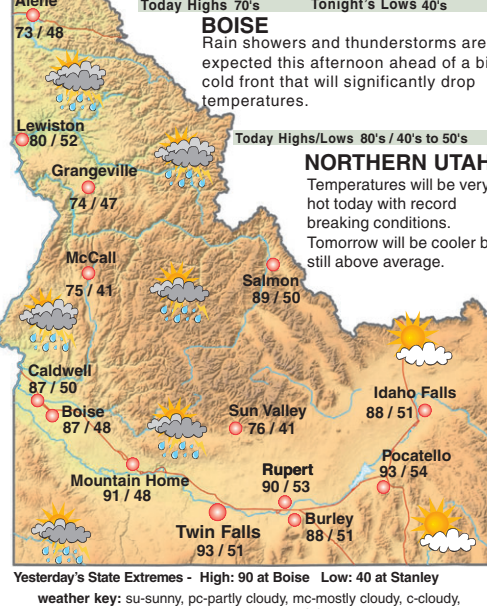 Alene
73 / 48
Today Highs 70's Tonight's Lows 40's
BOISE
Rain showers and thunderstorms are
expected this afternoon ahead of a
cold front that will significantly drop
temperatures.
Today Highs/Lows 80's / 40's to 50's
NORTHERN UTAH
Temperatures will be very
hot today with record
breaking conditions.
Tomorrow will be cooler
still above average.
Lewiston
80 / 52
Grangeville
74 / 47
McCall
75 / 41
Salmon
89 / 50
Caldwell
87 / 50
Boise
87 / 48
Sun Valley
76 / 41
Idaho Falls
88 / 51
Pocatello
93 / 54
Mountain Home
91 / 48
Rupert
90 / 53
Burley
88 / 51
Twin Falls
93 / 51
Yesterday's State Extremes - High: 90 at Boise Low: 40 at Stanley
weather key: su-sunny, pc-partly cloudy, mc-mostly cloudy, c-cloudy,